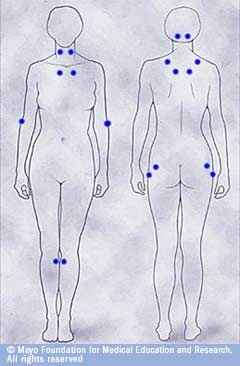 © Mayo Foundation for Medical Education and Research.
All rights reserved